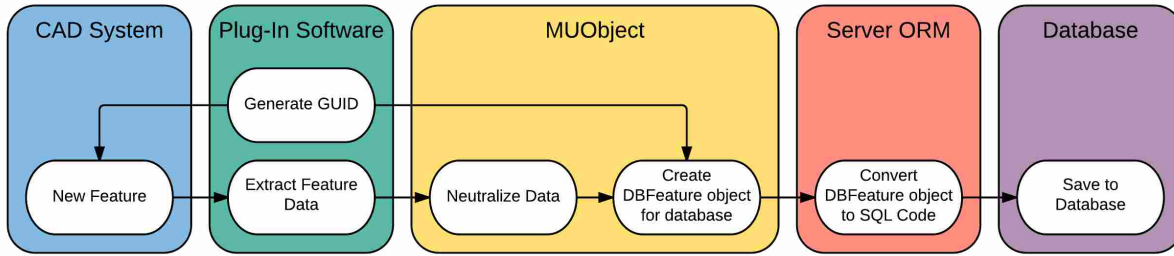 CAD System
Plug-In Software
MUObject
Server ORM
Database
Generate GUID
New Feature
Extract Feature
Data
Neutralize Data
Create
DBFeature object
for database
Convert
DBFeature object
to SQL Code
Save to
Database